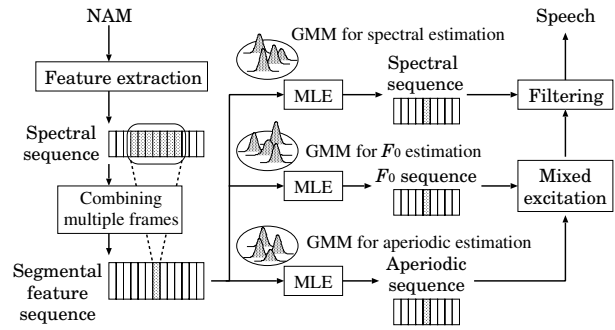 NAM
Feature extraction
Spectral
sequence
Combining
multiple frames
Segmental
feature
sequence
GMM for spectral estimation
MLE
Spectral
sequence
GMM for F0 estimation
MLE
F0 sequence
GMM for aperiodic estimation
MLE
Aperiodic
sequence
Speech
Filtering
Mixed
excitation